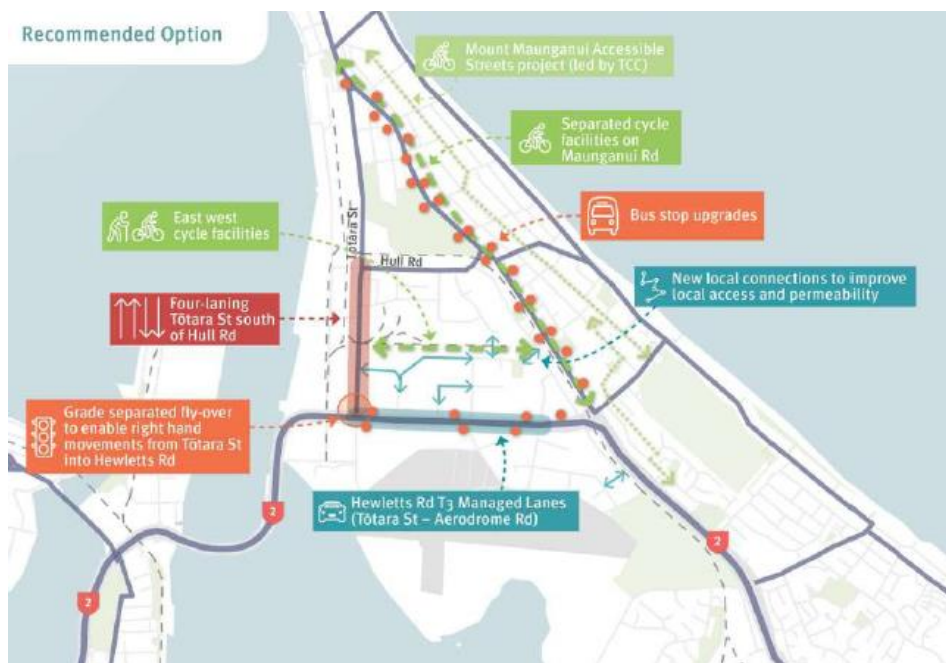 Recommended Option
Mount Maunganui Accessible
Streets project (led by TCC)
Separated cycle
facilities on
Maunganui Rd
East west
cycle facilities
Tōtara St
Bus stop upgrades
Hull Rd
New local connections to improve
local access and permeability
Four-laning
Tōtara St south
of Hull Rd
Grade separated fly-over
to enable right hand
movements from Tōtara St
into Hewletts Rd
Hewletts Rd T3 Managed Lanes
(Tōtara St – Aerodrome Rd)
2
2
2